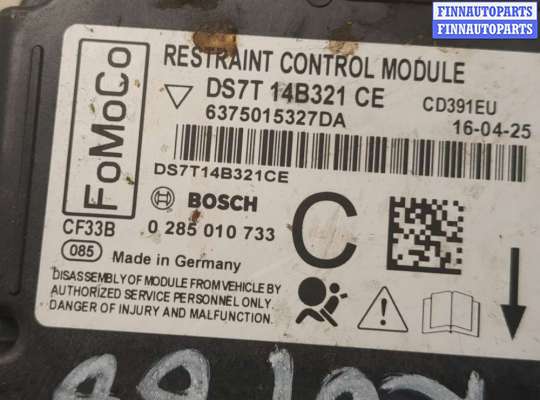 FINNAUTOPARTS
FINNAUTOPARTS
FoMoCo
RESTRAINT CONTROL MODULE
DS7T 14B321 CE
CD391EU
6375015327DA
16-04-25
DS7T14B321CE
BOSCH
C
CF33B
0 285 010 733
085
Made in Germany
DISASSEMBLY OF MODULE FROM VEHICLE BY
AUTHORIZED SERVICE PERSONNEL ONLY.
DANGER OF INJURY AND MALFUNCTION.